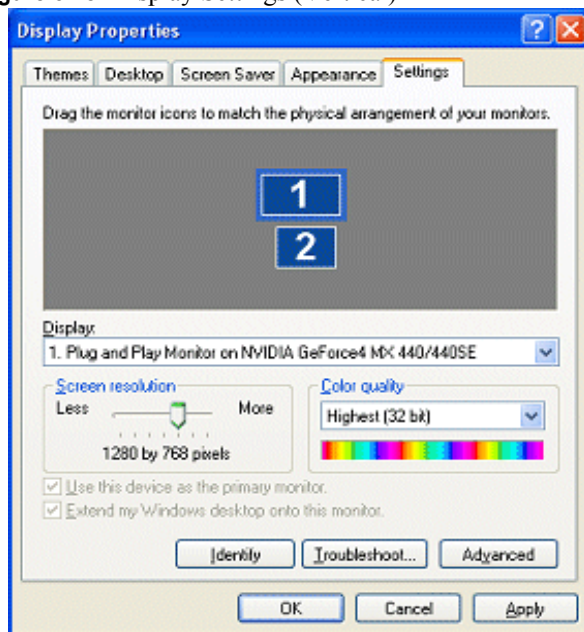 Display Settings (Vertical)
Display Properties
Themes Desktop Screen Saver Appearance Settings
Drag the monitor icons to match the physical arrangement of your monitors.
1
2
Display:
1. Plug and Play Monitor on NVIDIA GeForce4 MX 440/440SE
Screen resolution
Less More
1280 by 768 pixels
Color quality
Highest (32 bit)
Use this device as the primary monitor.
Extend my Windows desktop onto this monitor.
Identify Troubleshoot... Advanced
OK Cancel Apply